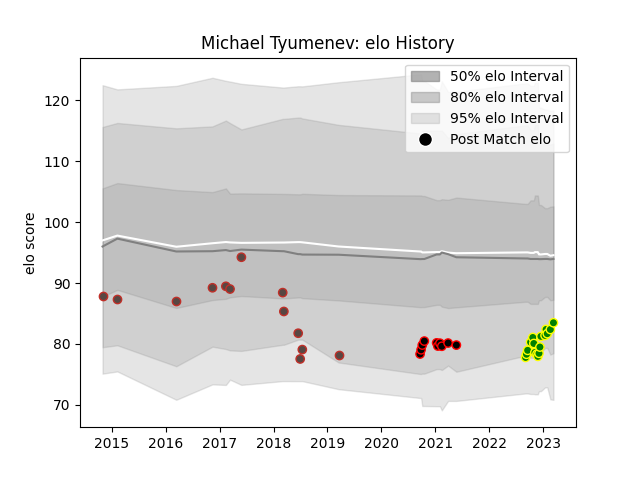 Michael Tyumenev: elo History
50% elo Interval
80% elo Interval
95% elo Interval
Post Match elo
elo score
120
110
100
90
80
70
2015 2016 2017 2018 2019 2020 2021 2022 2023